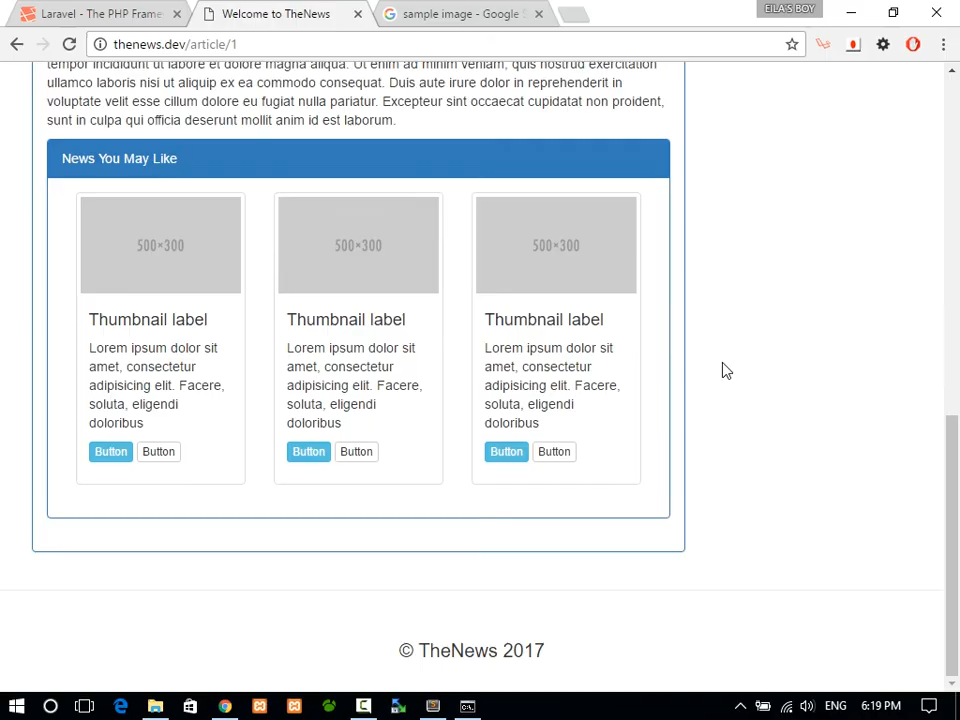 Laravel - The PHP Frame
Welcome to TheNews
sample image - Google S
EILA'S BOY
thenews.dev/article/1
tempor incididunt ut labore et dolore magna aliqua. Ut enim ad minim veniam, quis nostrud exercitation
ullamco laboris nisi ut aliquip ex ea commodo consequat. Duis aute irure dolor in reprehenderit in
voluptate velit esse cillum dolore eu fugiat nulla pariatur. Excepteur sint occaecat cupidatat non proident,
sunt in culpa qui officia deserunt mollit anim id est laborum.
News You May Like
500×300
Thumbnail label
Lorem ipsum dolor sit
amet, consectetur
adipisicing elit. Facere,
soluta, eligendi
doloribus
Button Button
500×300
Thumbnail label
Lorem ipsum dolor sit
amet, consectetur
adipisicing elit. Facere,
soluta, eligendi
doloribus
Button Button
500×300
Thumbnail label
Lorem ipsum dolor sit
amet, consectetur
adipisicing elit. Facere,
soluta, eligendi
doloribus
Button Button
© TheNews 2017
ENG 6:19 PM